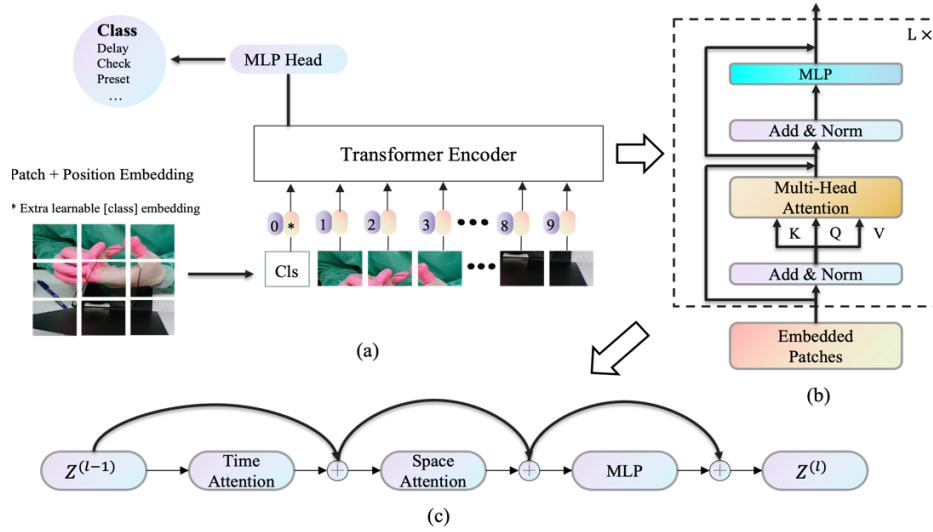 Class
Delay
Check
Preset
...
MLP Head
Transformer Encoder
Patch + Position Embedding
* Extra learnable [class] embedding
0 * 1 2 3 8 9
Cls
(a)
L ×
MLP
Add & Norm
Multi-Head
Attention
K Q V
Add & Norm
Embedded
Patches
(b)
Z^(l−1)
Time
Attention
+
Space
Attention
+
MLP
+
Z^(l)
(c)